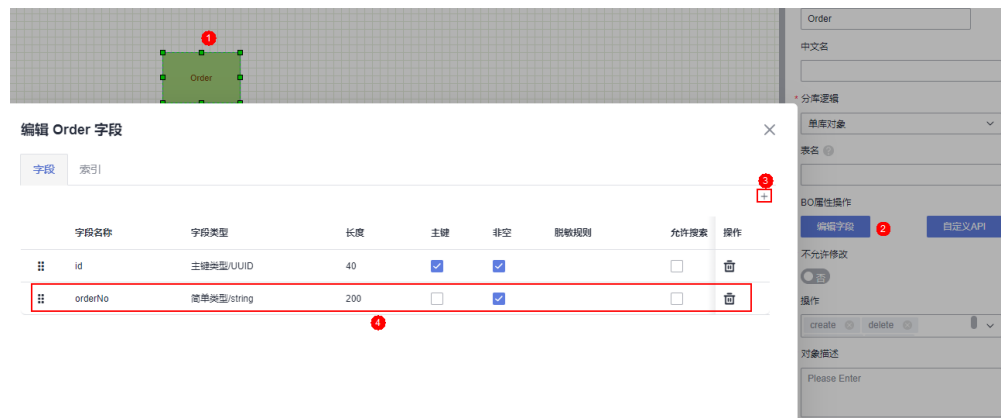 1
Order
Order
中文名
* 分库逻辑
单库对象
表名
BO属性操作
编辑字段
2
自定义API
不允许修改
否
操作
create
delete
对象描述
Please Enter
编辑 Order 字段
字段
索引
3
+
字段名称
字段类型
长度
主键
非空
脱敏规则
允许搜索
操作
id
主键类型/UUID
40
orderNo
简单类型/string
200
4